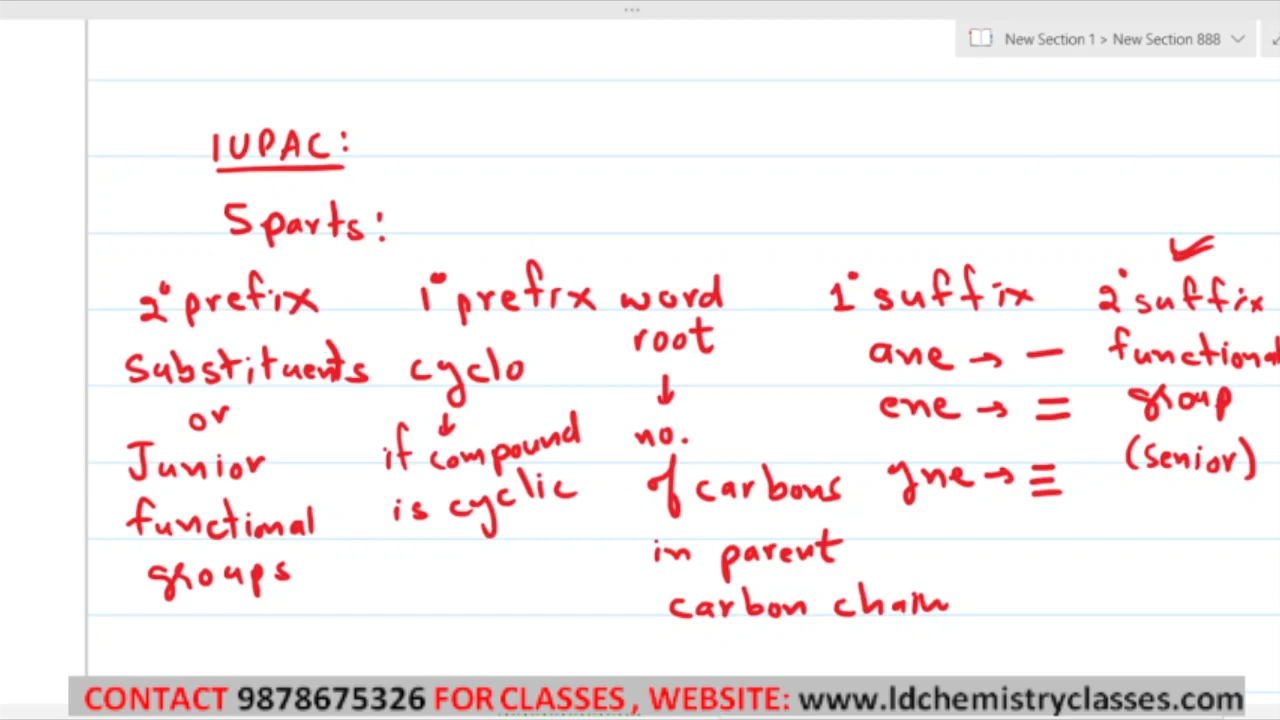 New Section 1 > New Section 888
IUPAC:
5 parts:
2° prefix
substituents
or
Junior
functional
groups
1° prefix
cyclo
↓
if compound
is cyclic
word
root
↓
no.
of carbons
in parent
carbon chain
1° suffix
ane → —
ene → =
yne → ≡
2° suffix
functional
group
(senior)
CONTACT 9878675326 FOR CLASSES , WEBSITE: www.ldchemistryclasses.com